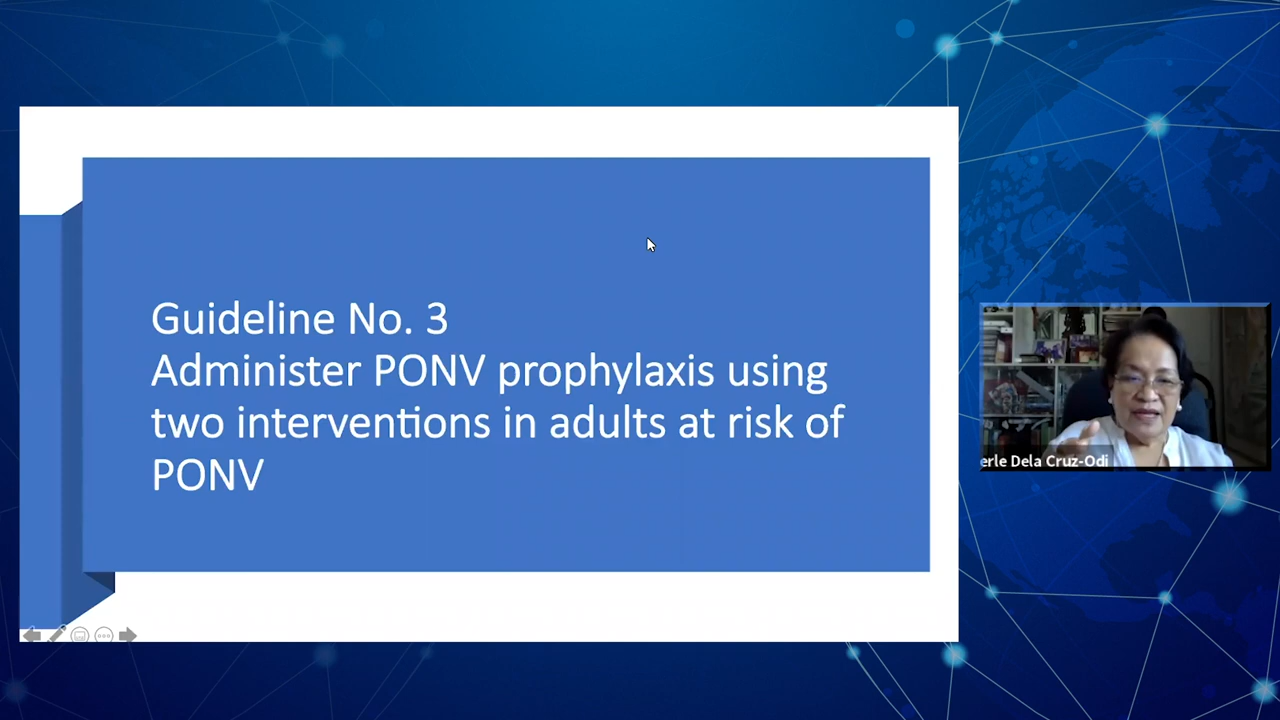 Guideline No. 3
Administer PONV prophylaxis using
two interventions in adults at risk of
PONV
erle Dela Cruz-Odi